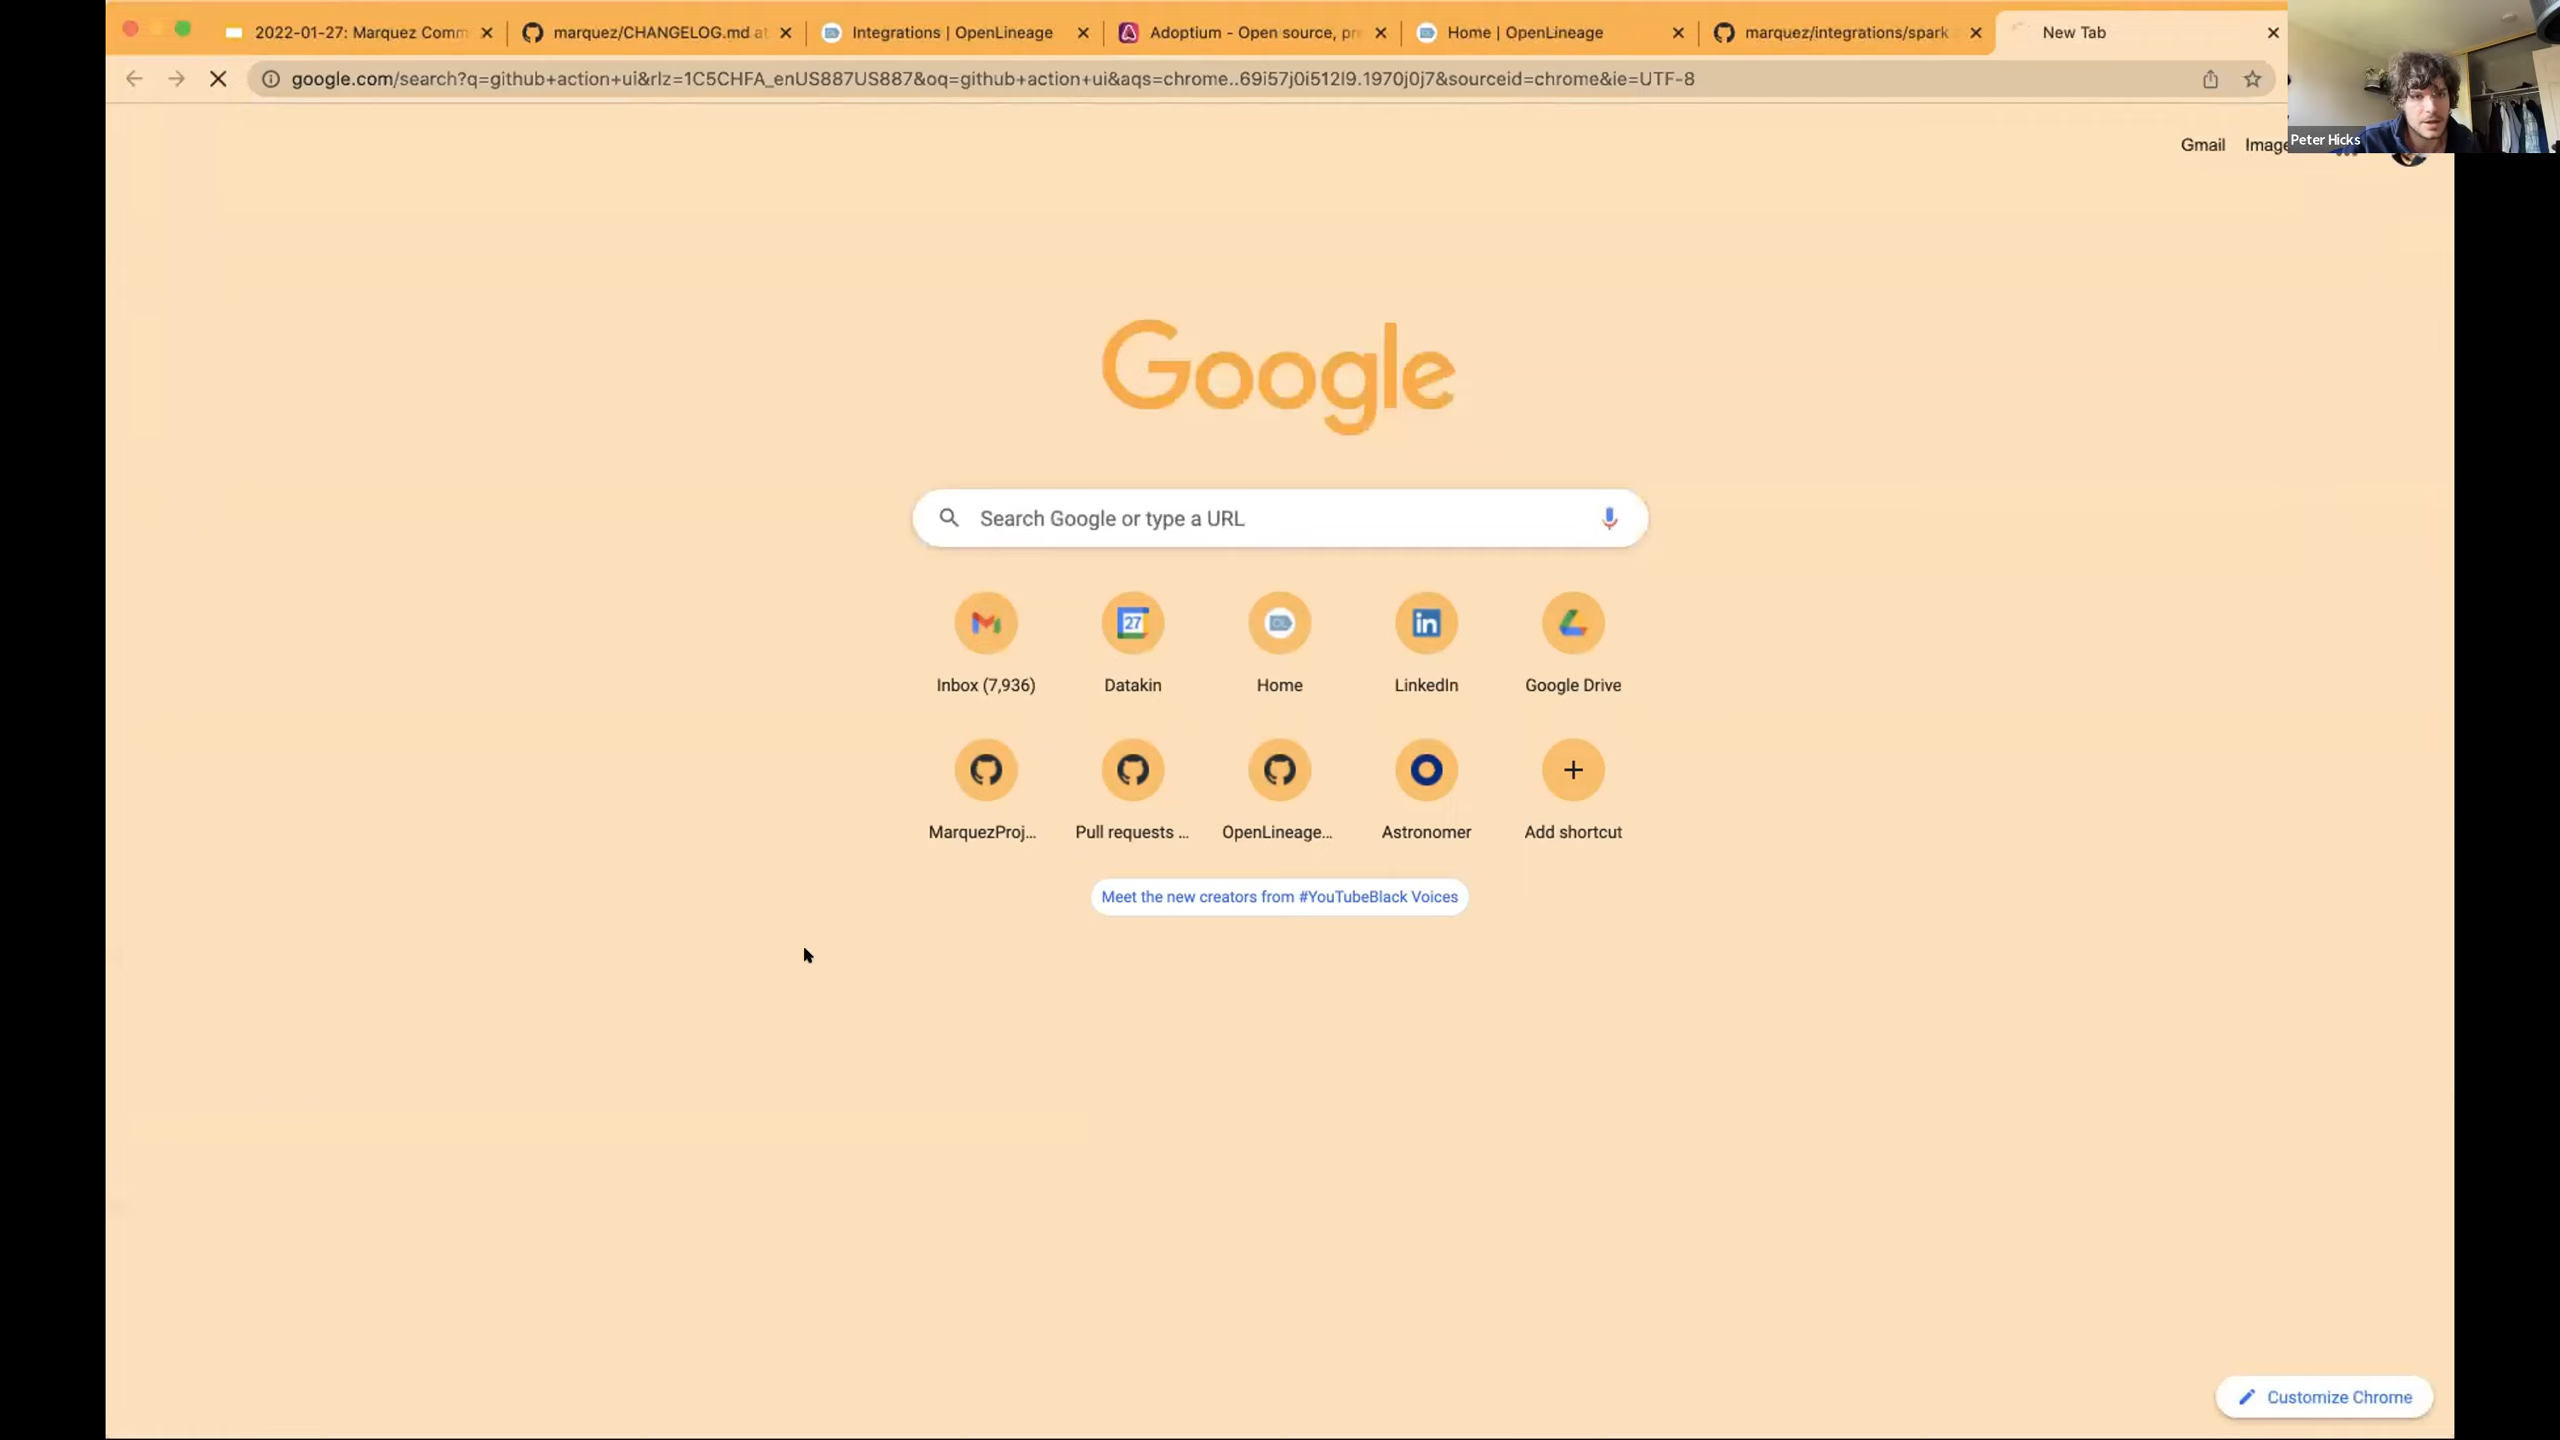 2022-01-27: Marquez Comm
marquez/CHANGELOG.md at
Integrations | OpenLineage
Adoptium - Open source, pr
Home | OpenLineage
marquez/integrations/spark
New Tab
google.com/search?q=github+action+ui&rlz=1C5CHFA_enUS887US887&oq=github+action+ui&aqs=chrome..69i57j0i512l9.1970j0j7&sourceid=chrome&ie=UTF-8
Gmail
Image
Peter Hicks
Google
Search Google or type a URL
27
in
Inbox (7,936)
Datakin
Home
LinkedIn
Google Drive
MarquezProj...
Pull requests ...
OpenLineage...
Astronomer
Add shortcut
Meet the new creators from #YouTubeBlack Voices
Customize Chrome